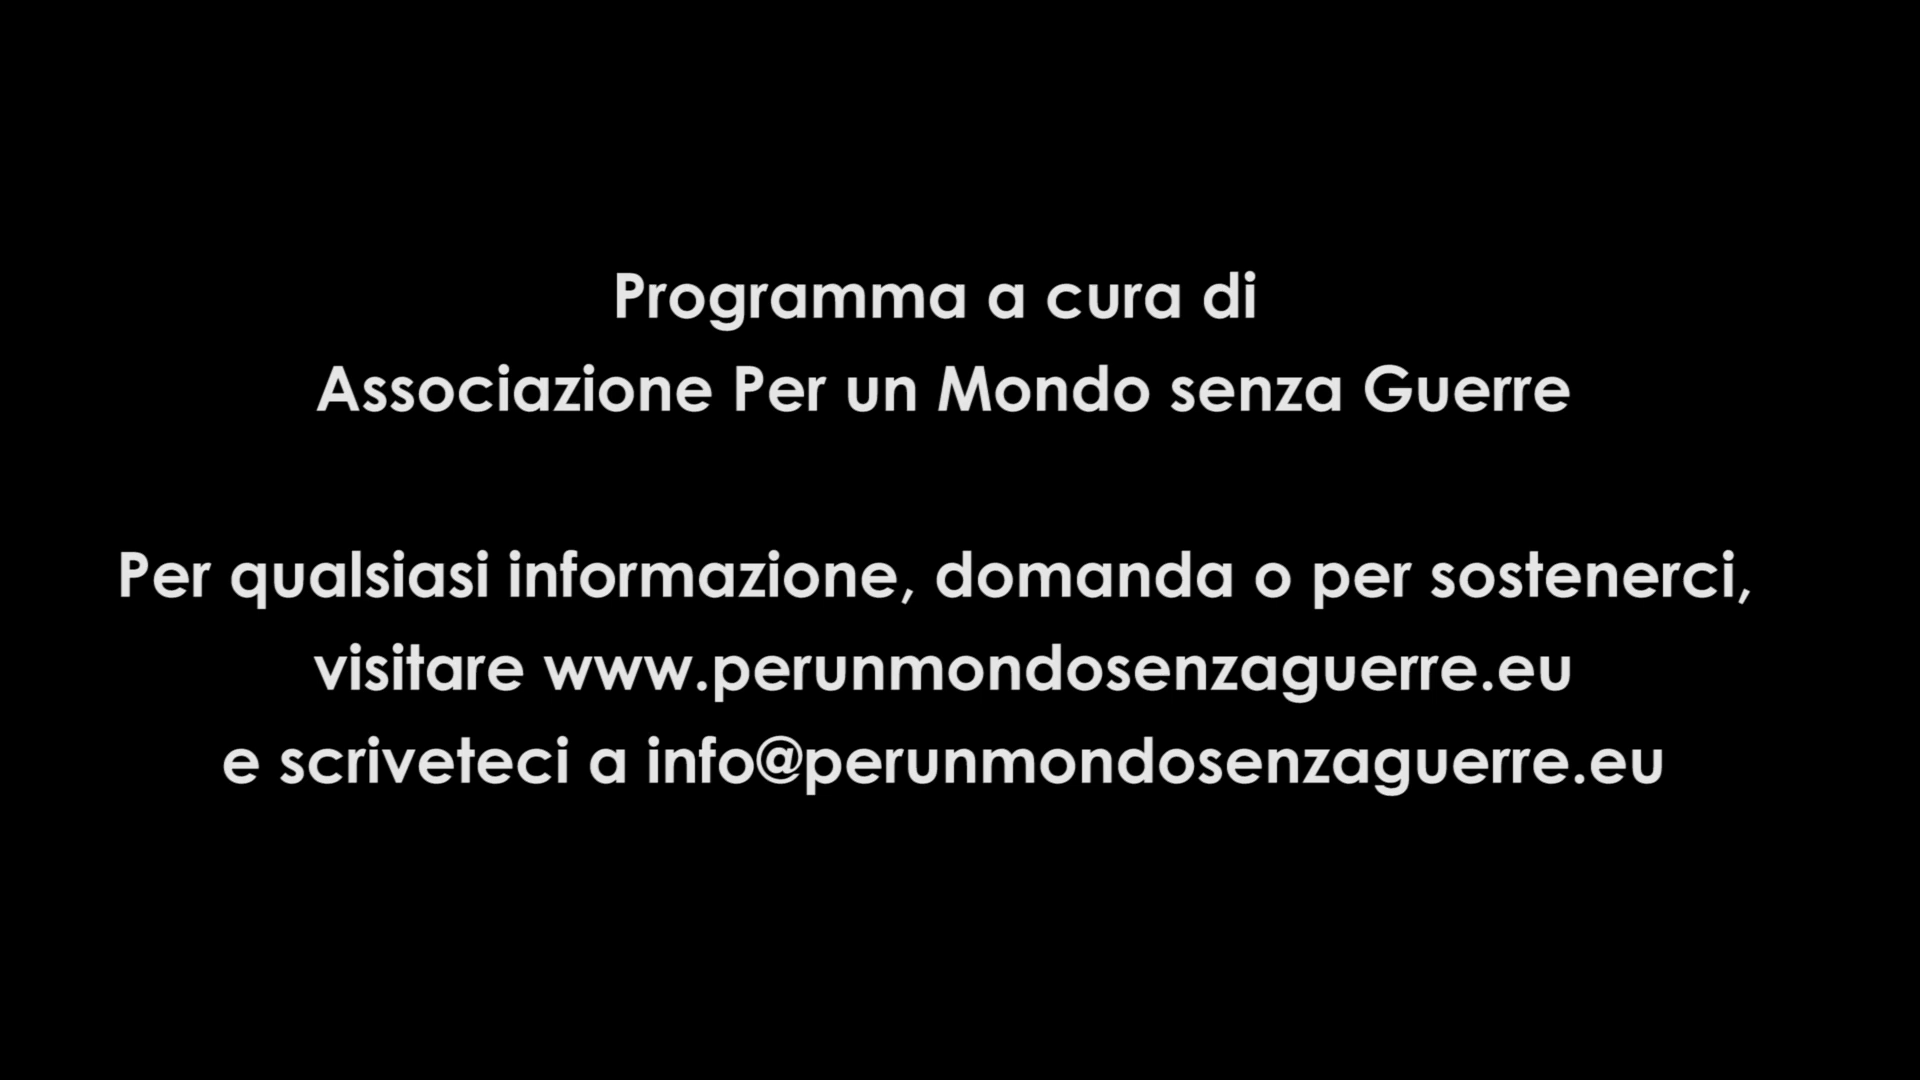 Programma a cura di
Associazione Per un Mondo senza Guerre
Per qualsiasi informazione, domanda o per sostenerci,
visitare www.perunmondosenzaguerre.eu
e scriveteci a info@perunmondosenzaguerre.eu